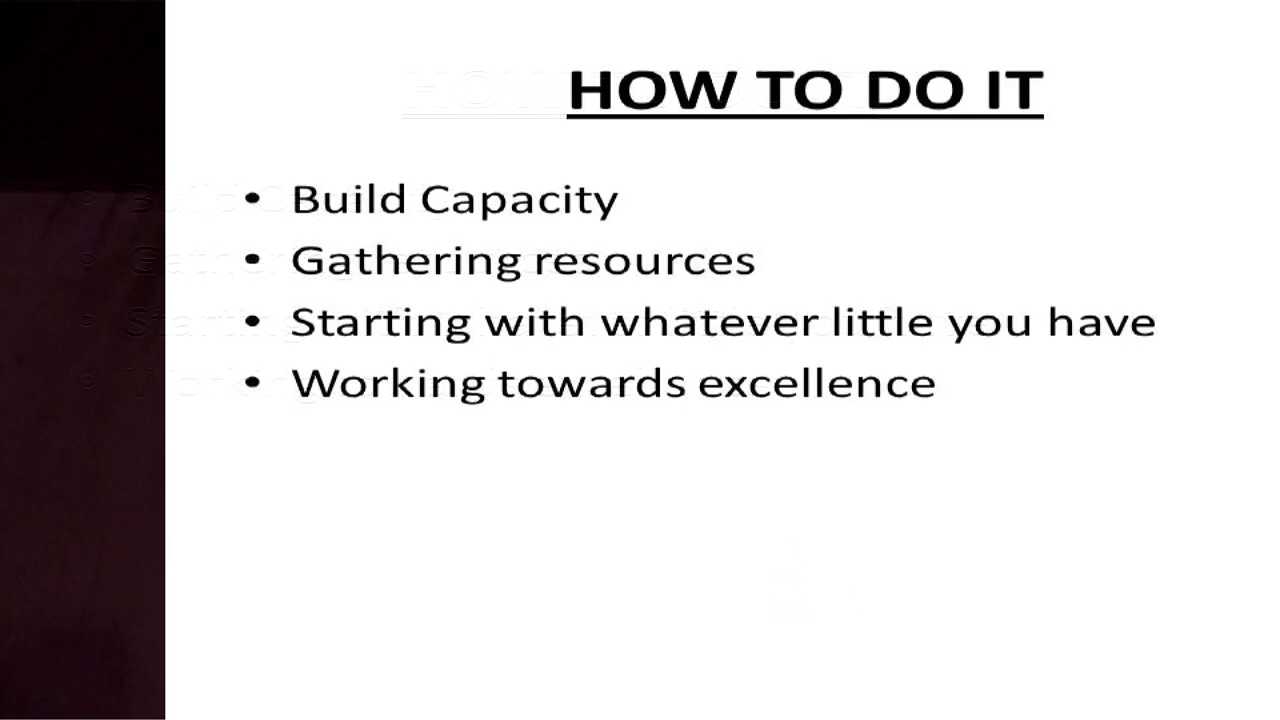 HOW TO DO IT
• Build Capacity
• Gathering resources
• Starting with whatever little you have
• Working towards excellence